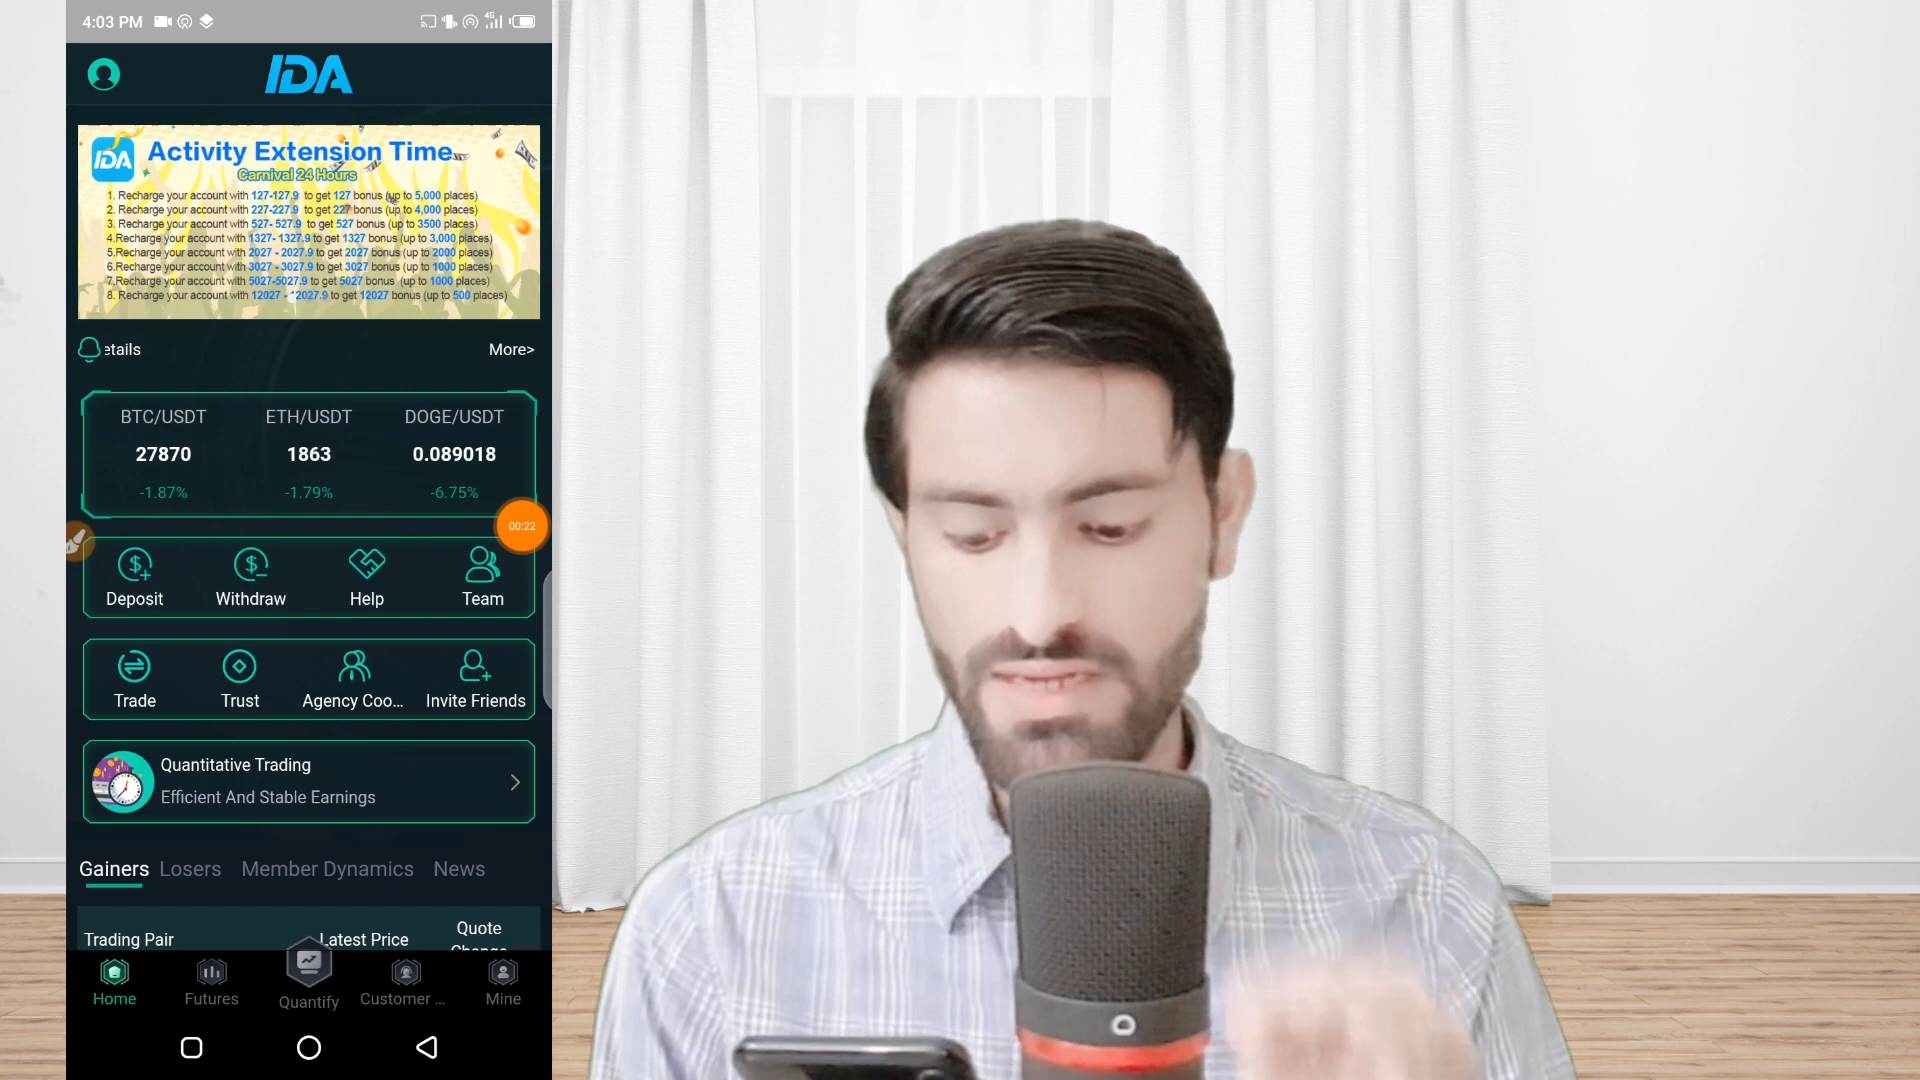 4:03 PM
4G
IDA
IDA
Activity Extension Time
Carnival 24 Hours
1. Recharge your account with 127-127.9 to get 127 bonus (up to 5,000 places)
2. Recharge your account with 227-227.9 to get 227 bonus (up to 4,000 places)
3. Recharge your account with 527- 527.9 to get 527 bonus (up to 3500 places)
4.Recharge your account with 1327- 1327.9 to get 1327 bonus (up to 3,000 places)
5.Recharge your account with 2027 - 2027.9 to get 2027 bonus (up to 2000 places)
6.Recharge your account with 3027 - 3027.9 to get 3027 bonus (up to 1000 places)
7.Recharge your account with 5027-5027.9 to get 5027 bonus (up to 1000 places)
8. Recharge your account with 12027 - 12027.9 to get 12027 bonus (up to 500 places)
etails More>
BTC/USDT ETH/USDT DOGE/USDT
27870 1863 0.089018
-1.87% -1.79% -6.75%
00:22
Deposit Withdraw Help Team
Trade Trust Agency Coo... Invite Friends
Quantitative Trading
Efficient And Stable Earnings
Gainers Losers Member Dynamics News
Trading Pair Latest Price Quote
Change
Home Futures Quantify Customer ... Mine